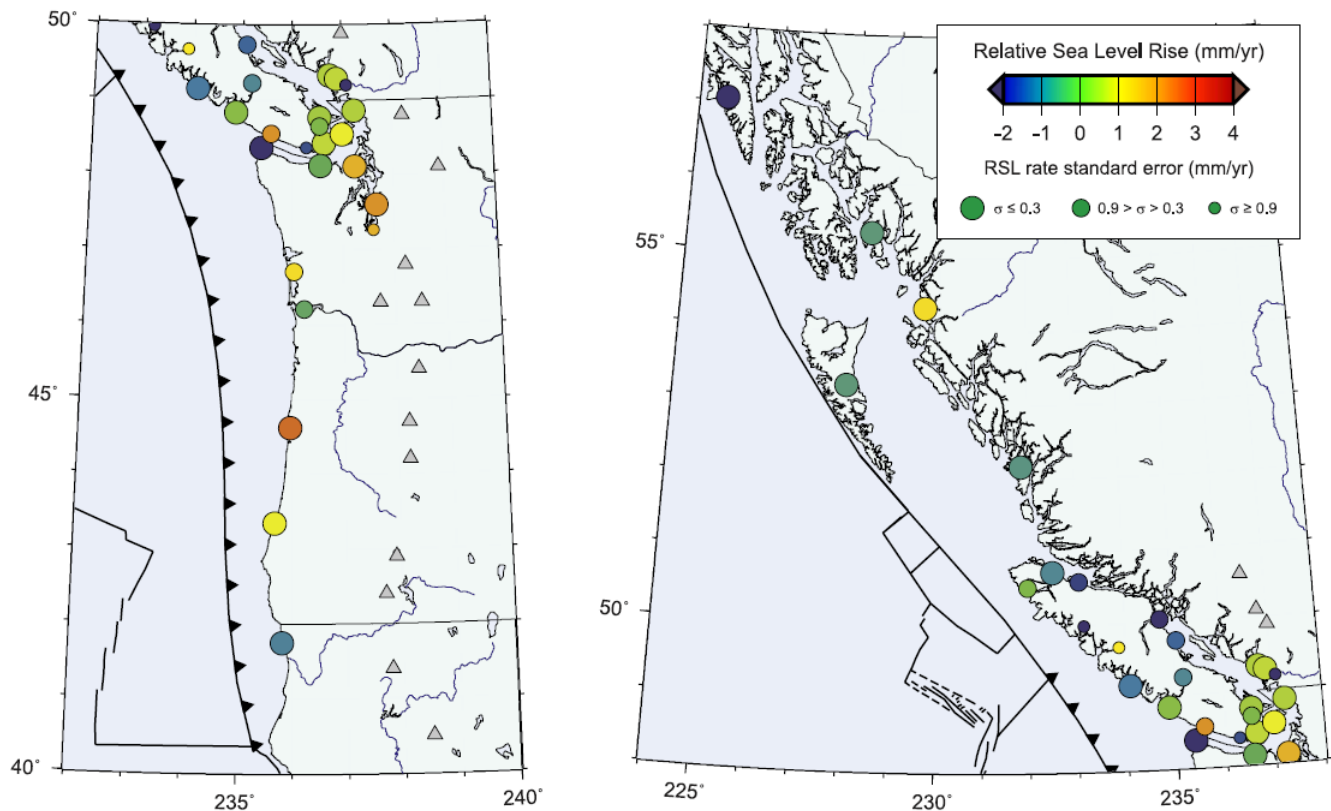 50°
45°
40°
235°
240°
Relative Sea Level Rise (mm/yr)
−2 −1 0 1 2 3 4
RSL rate standard error (mm/yr)
σ ≤ 0.3 0.9 > σ > 0.3 σ ≥ 0.9
55°
50°
225°
230°
235°